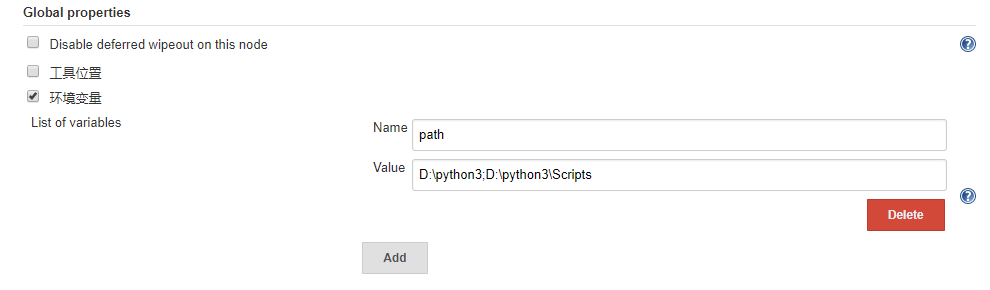 Global properties
Disable deferred wipeout on this node
?
工具位置
环境变量
List of variables
Name
path
Value
D:\python3;D:\python3\Scripts
?
Delete
Add